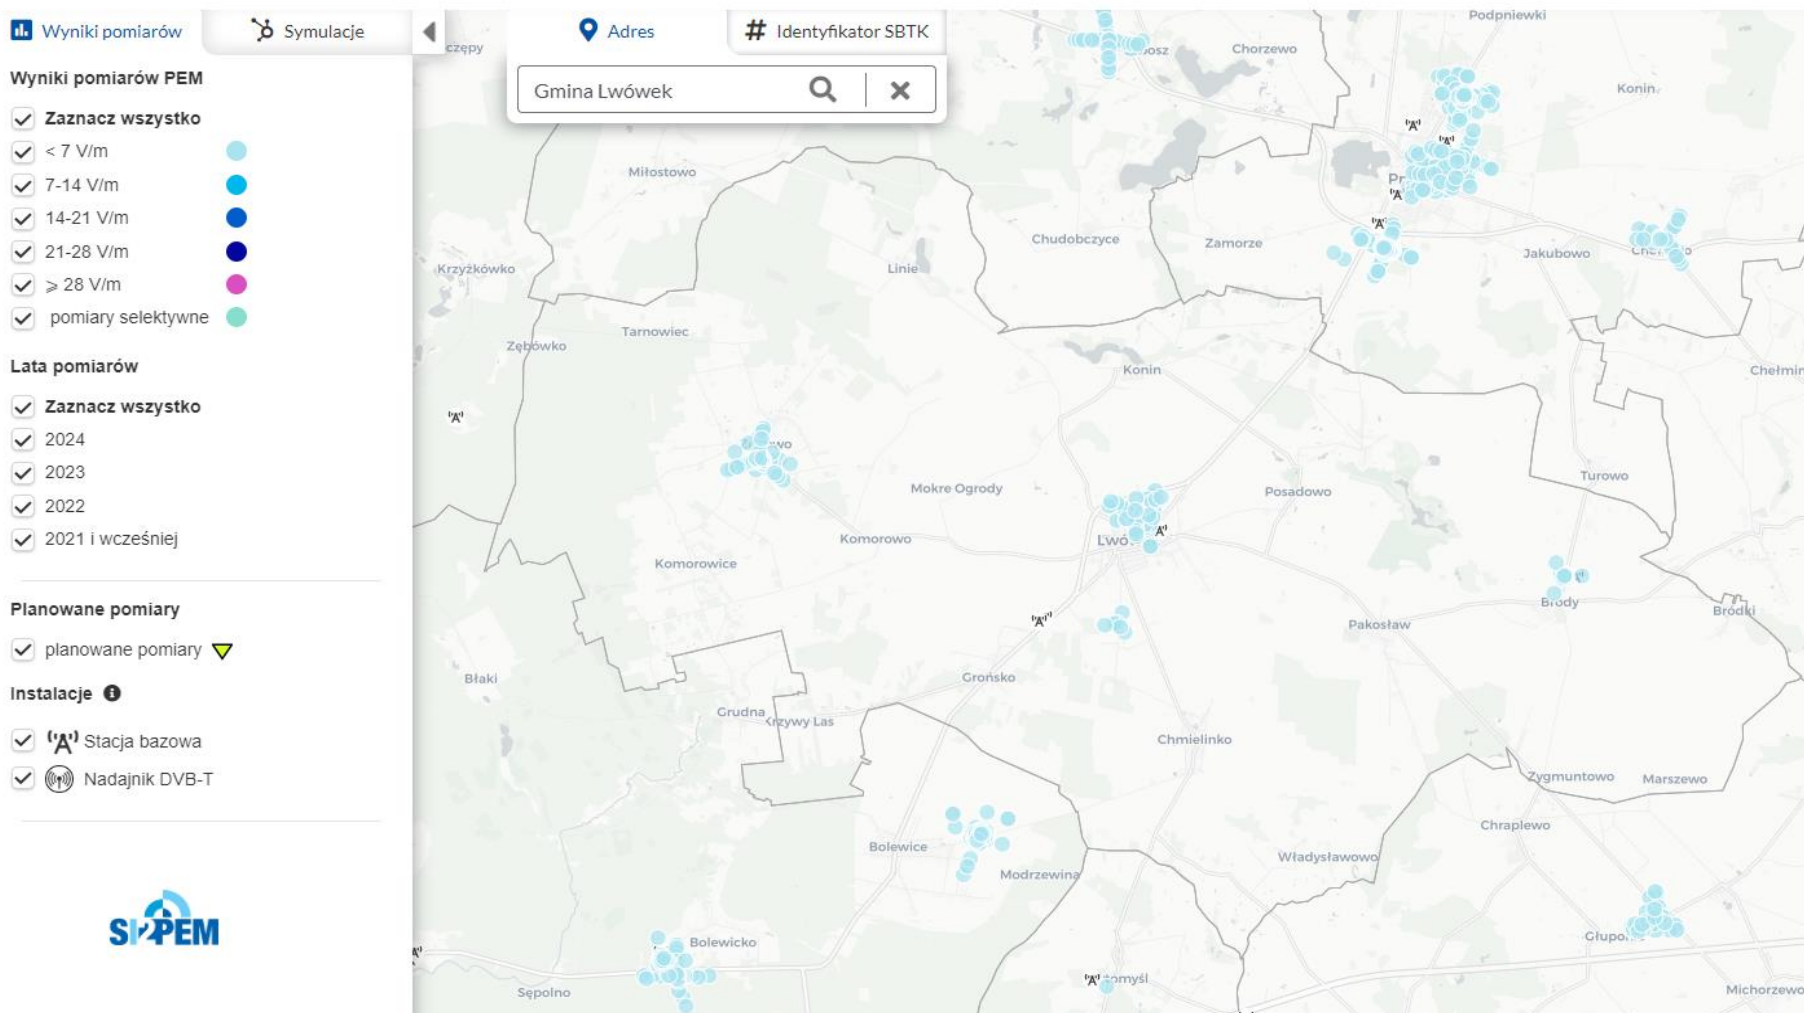 Wyniki pomiarów
Symulacje
Adres
# Identyfikator SBTK
Gmina Lwówek
Wyniki pomiarów PEM
Zaznacz wszystko
< 7 V/m
7-14 V/m
14-21 V/m
21-28 V/m
⩾ 28 V/m
pomiary selektywne
Lata pomiarów
Zaznacz wszystko
2024
2023
2022
2021 i wcześniej
Planowane pomiary
planowane pomiary
Instalacje
Stacja bazowa
Nadajnik DVB-T
SI2PEM
Podpniewki
Chorzewo
Konin
Miłostowo
Chudobczyce
Zamorze
Jakubowo
Krzyżkówko
Linie
Tarnowiec
Zębówko
Konin
Mokre Ogrody
Posadowo
Turowo
Komorowo
Komorowice
Brody
Bródki
Pakosław
Błaki
Grońsko
Grudna
Krzywy Las
Chmielinko
Zygmuntowo
Marszewo
Chraplewo
Bolewice
Władysławowo
Modrzewina
Bolewicko
Sępolno
Michorzewo